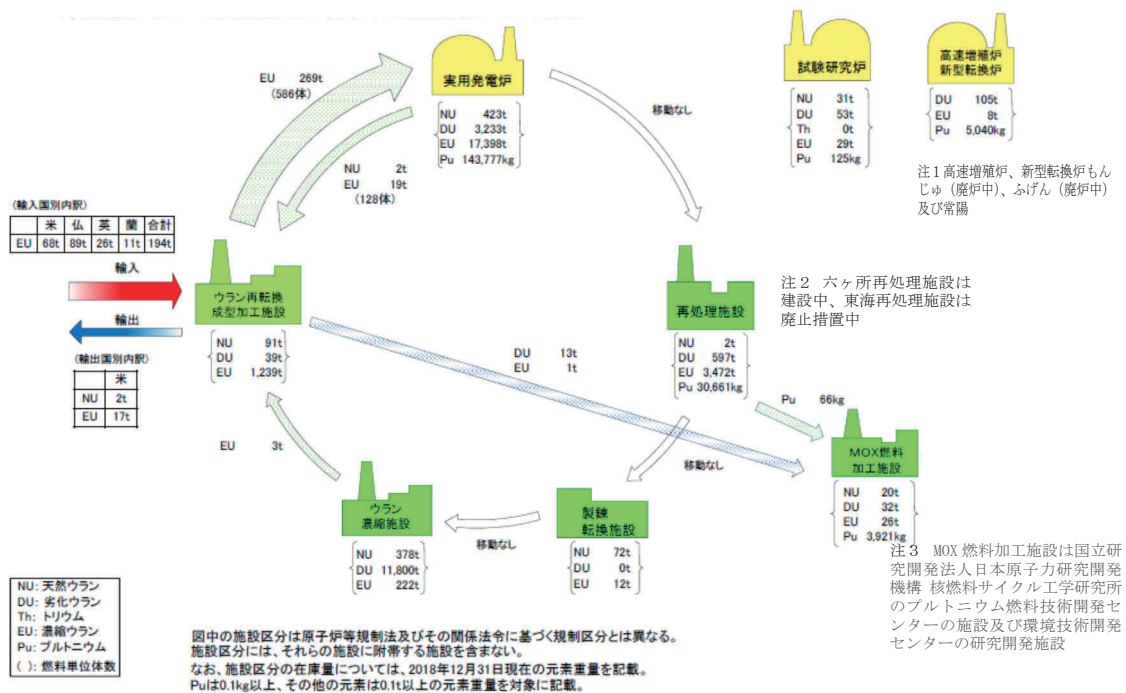 実用発電炉
NU 423t
DU 3,233t
EU 17,398t
Pu 143,777kg
EU 269t
(586体)
NU 2t
EU 19t
(128体)
移動なし
試験研究炉
NU 31t
DU 53t
Th 0t
EU 29t
Pu 125kg
高速増殖炉
新型転換炉
DU 105t
EU 8t
Pu 5,040kg
注1高速増殖炉、新型転換炉もん
じゅ（廃炉中）、ふげん（廃炉中）
及び常陽
(輸入国別内訳)
米 仏 英 蘭 合計
EU 68t 89t 26t 11t 194t
輸入
輸出
(輸出国別内訳)
米
NU 2t
EU 17t
ウラン再転換
成型加工施設
NU 91t
DU 39t
EU 1,239t
DU 13t
EU 1t
再処理施設
NU 2t
DU 597t
EU 3,472t
Pu 30,661kg
注２ 六ヶ所再処理施設は
建設中、東海再処理施設は
廃止措置中
Pu 66kg
MOX燃料
加工施設
NU 20t
DU 32t
EU 26t
Pu 3,921kg
注３ MOX 燃料加工施設は国立研
究開発法人日本原子力研究開発
機構 核燃料サイクル工学研究所
のプルトニウム燃料技術開発セ
ンターの施設及び環境技術開発
センターの研究開発施設
移動なし
製錬
転換施設
NU 72t
DU 0t
EU 12t
移動なし
ウラン
濃縮施設
NU 378t
DU 11,800t
EU 222t
EU 3t
NU: 天然ウラン
DU: 劣化ウラン
Th: トリウム
EU: 濃縮ウラン
Pu: プルトニウム
( ): 燃料単位体数
図中の施設区分は原子炉等規制法及びその関係法令に基づく規制区分とは異なる。
施設区分には、それらの施設に附帯する施設を含まない。
なお、施設区分の在庫量については、2018年12月31日現在の元素重量を記載。
Puは0.1kg以上、その他の元素は0.1t以上の元素重量を対象に記載。